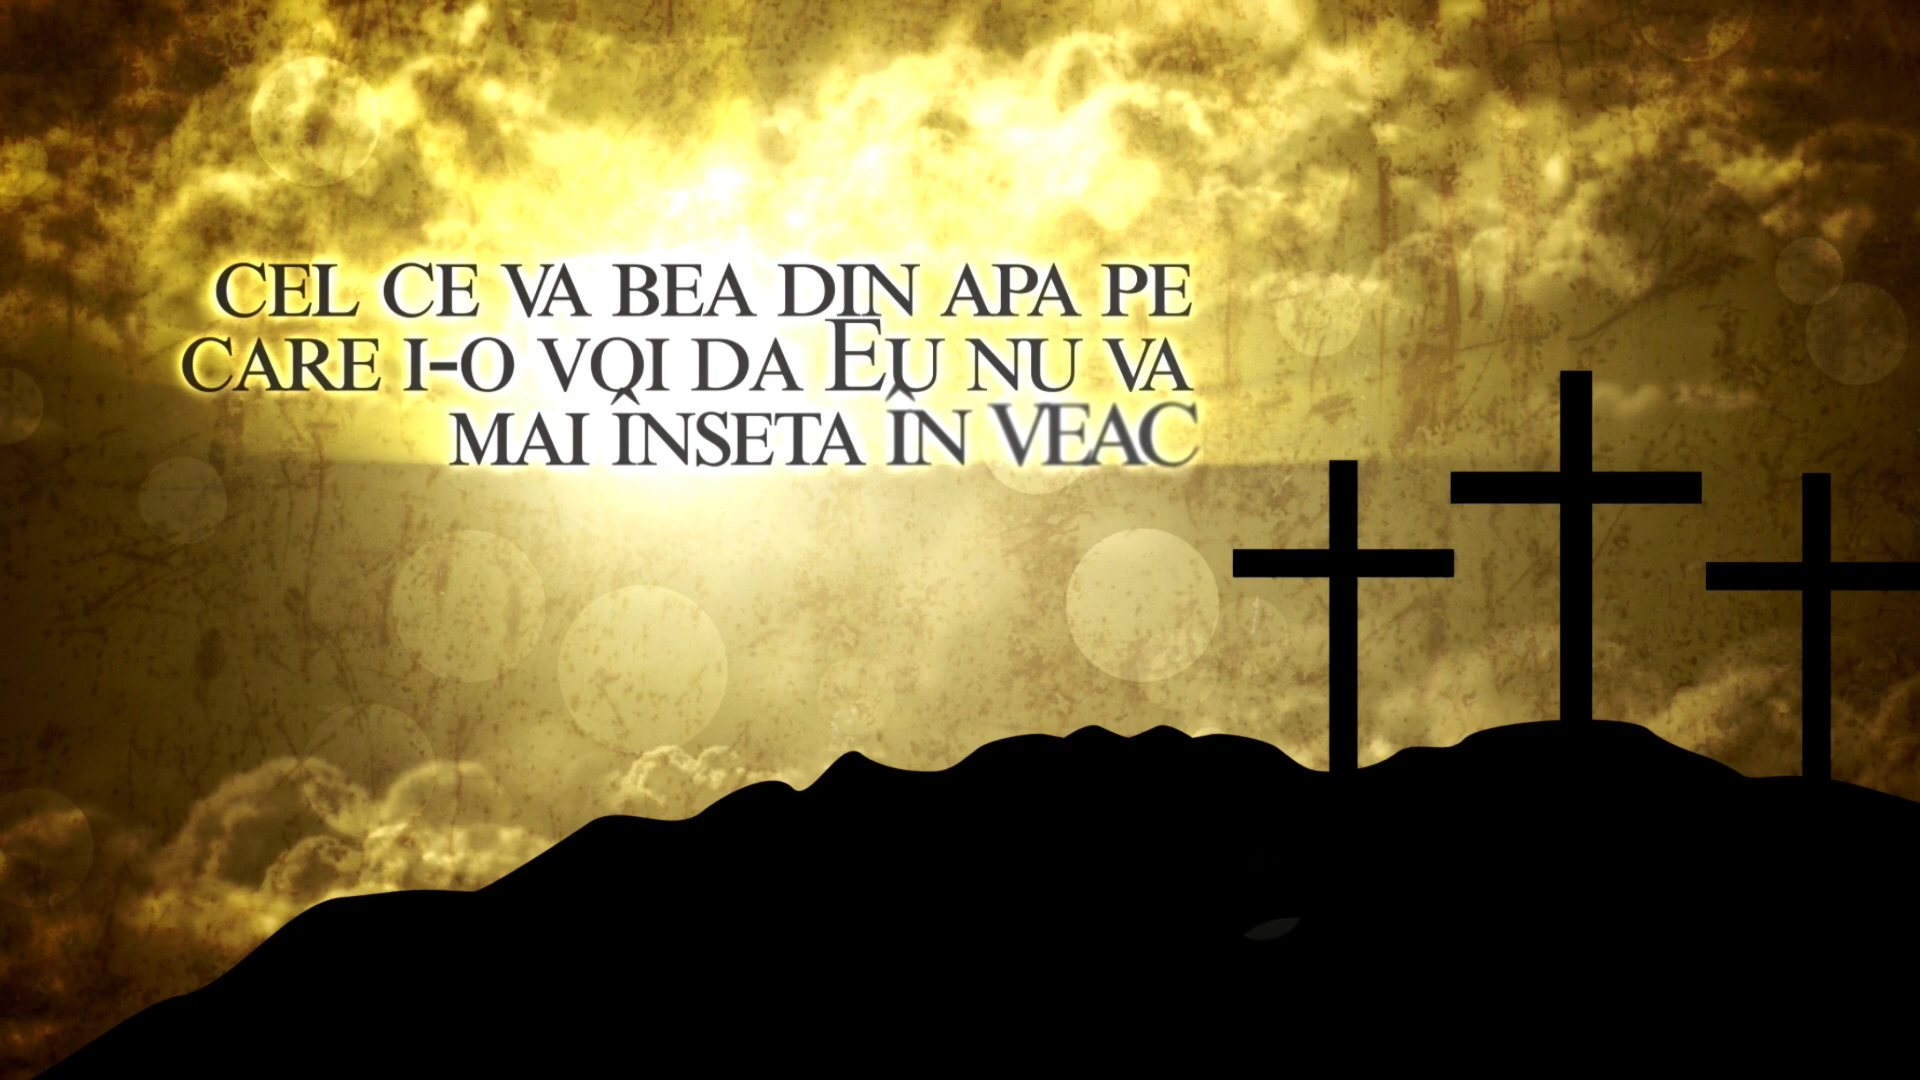 CEL CE VA BEA DIN APA PE
CARE I-O VOI DA EU NU VA
MAI ÎNSETA ÎN VEAC